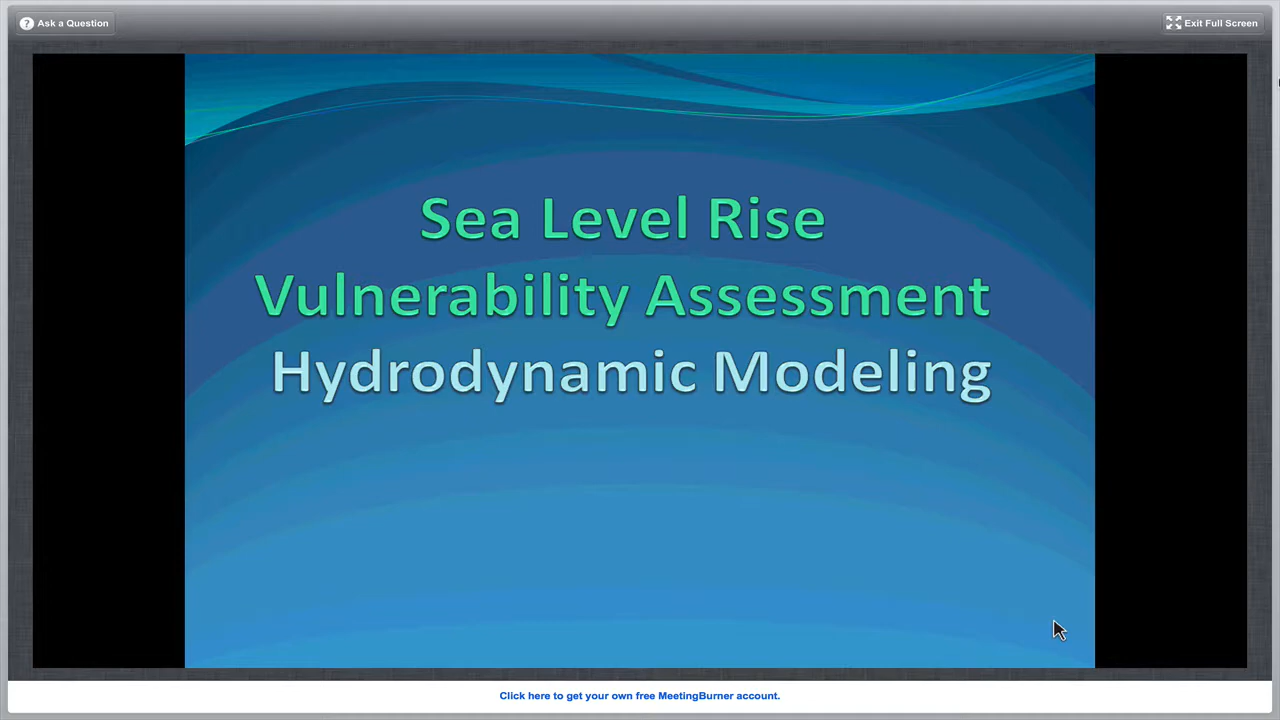 Ask a Question
Exit Full Screen
Sea Level Rise
Vulnerability Assessment
Hydrodynamic Modeling
Click here to get your own free MeetingBurner account.